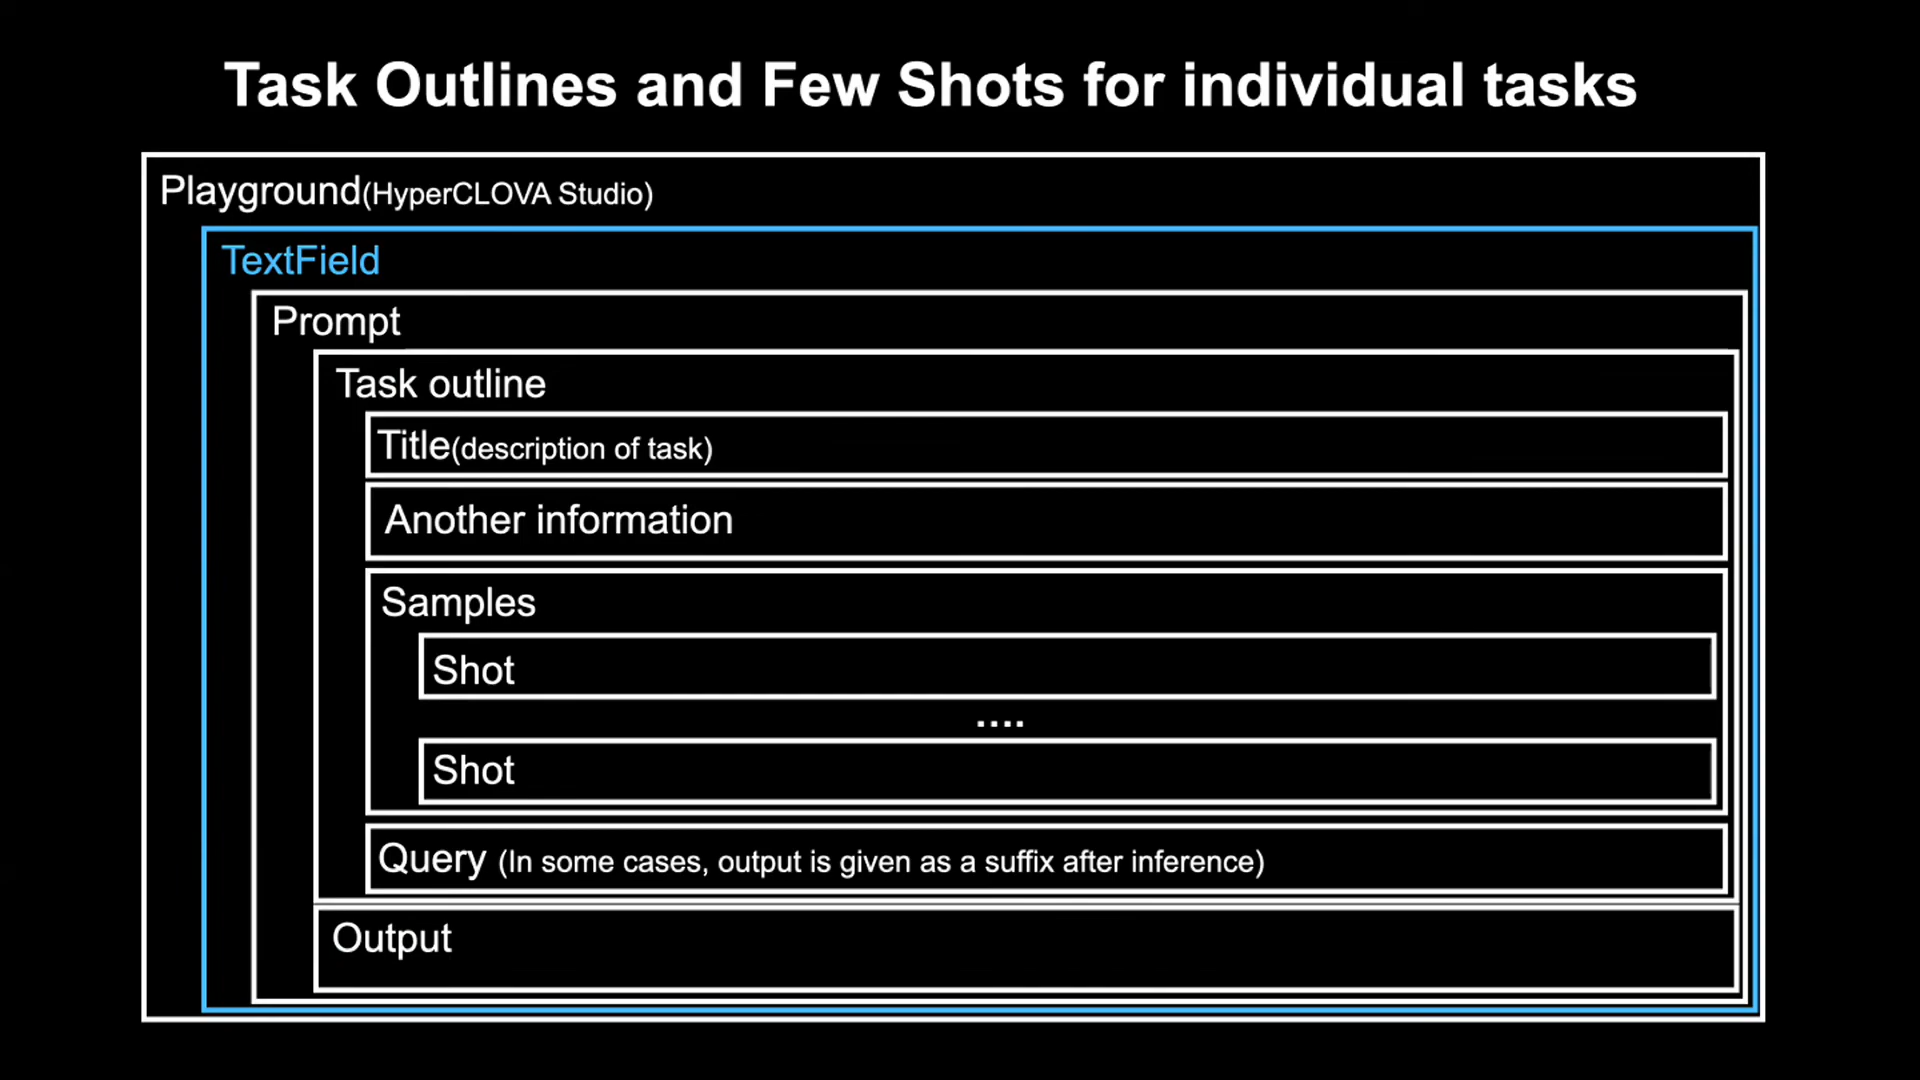 Task Outlines and Few Shots for individual tasks
Playground(HyperCLOVA Studio)
TextField
Prompt
Task outline
Title(description of task)
Another information
Samples
Shot
....
Shot
Query (In some cases, output is given as a suffix after inference)
Output